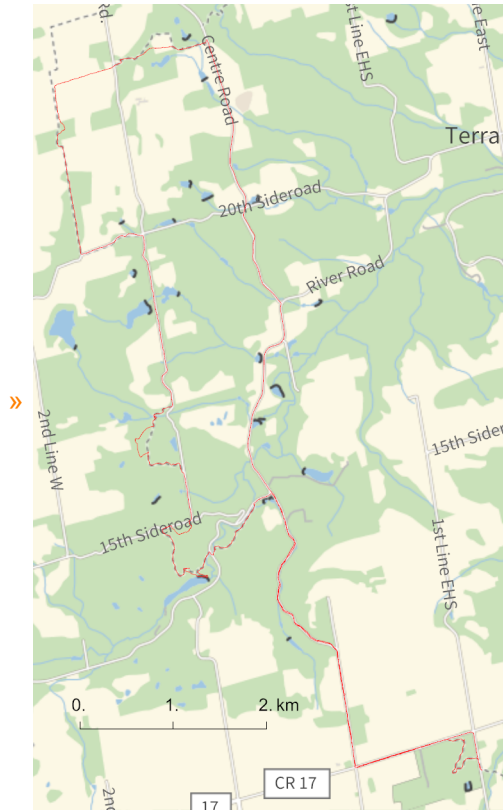 Rd.
st Line EHS
e East
Centre Road
Terra
20th Sideroad
River Road
»
2nd Line W
15th Sider
15th Sideroad
1st Line EHS
0. 1. 2. km
CR 17
2nd
17